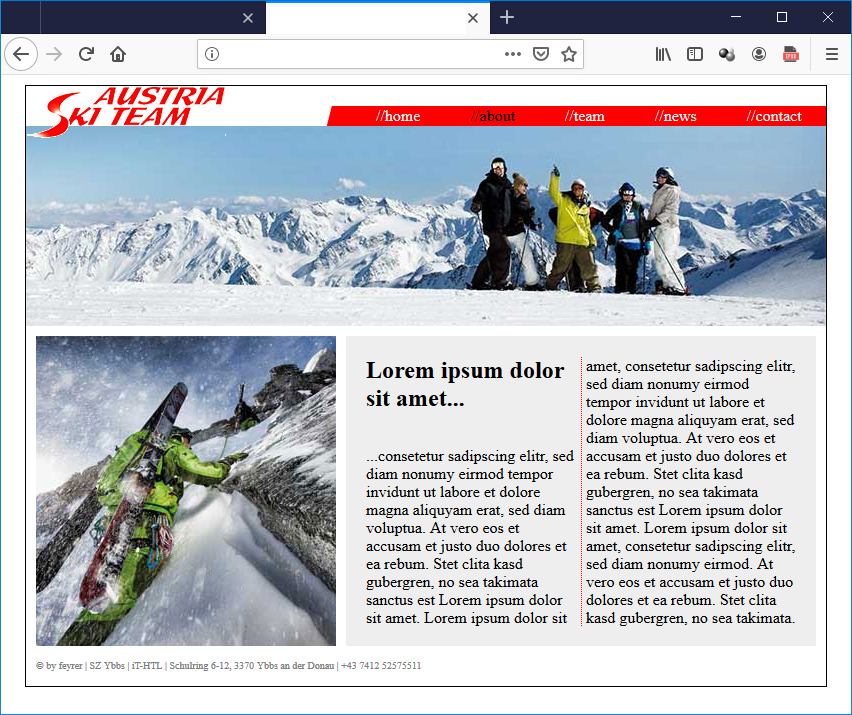 AUSTRIA
SKI TEAM
//home //about //team //news //contact
Lorem ipsum dolor
sit amet...
...consetetur sadipscing elitr, sed
diam nonumy eirmod tempor
invidunt ut labore et dolore
magna aliquyam erat, sed diam
voluptua. At vero eos et
accusam et justo duo dolores et
ea rebum. Stet clita kasd
gubergren, no sea takimata
sanctus est Lorem ipsum dolor
sit amet. Lorem ipsum dolor sit
amet, consetetur sadipscing elitr,
sed diam nonumy eirmod
tempor invidunt ut labore et
dolore magna aliquyam erat, sed
diam voluptua. At vero eos et
accusam et justo duo dolores et
ea rebum. Stet clita kasd
gubergren, no sea takimata
sanctus est Lorem ipsum dolor
sit amet. Lorem ipsum dolor sit
amet, consetetur sadipscing elitr,
sed diam nonumy eirmod. At
vero eos et accusam et justo duo
dolores et ea rebum. Stet clita
kasd gubergren, no sea takimata.
© by feyrer | SZ Ybbs | iT-HTL | Schulring 6-12, 3370 Ybbs an der Donau | +43 7412 52575511